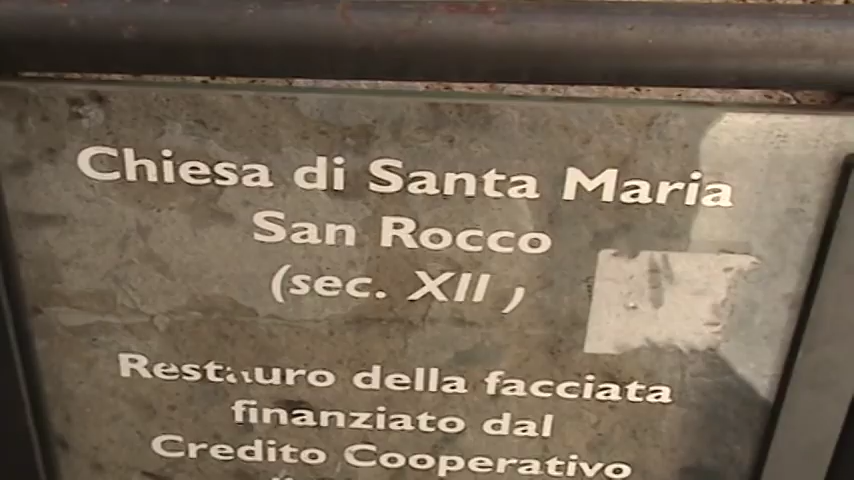 Chiesa di Santa Maria
San Rocco
(sec. XII )
Restauro della facciata
finanziato dal
Credito Cooperativo